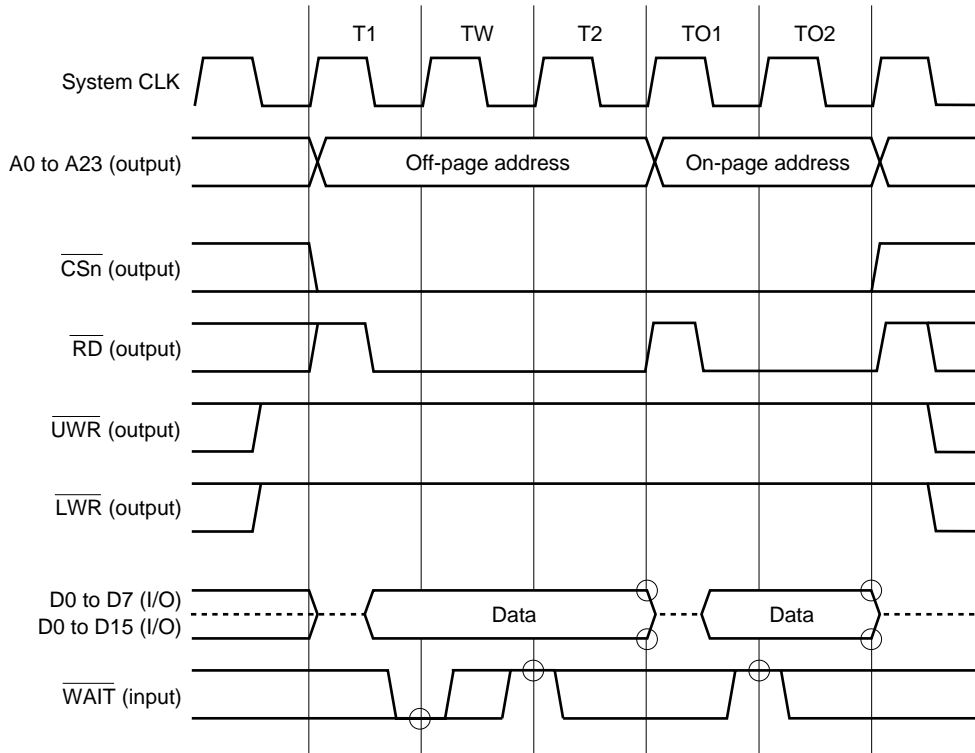 T1 TW T2 TO1 TO2
System CLK
A0 to A23 (output) Off-page address On-page address
CSn (output)
RD (output)
UWR (output)
LWR (output)
D0 to D7 (I/O)
D0 to D15 (I/O)
Data Data
WAIT (input)